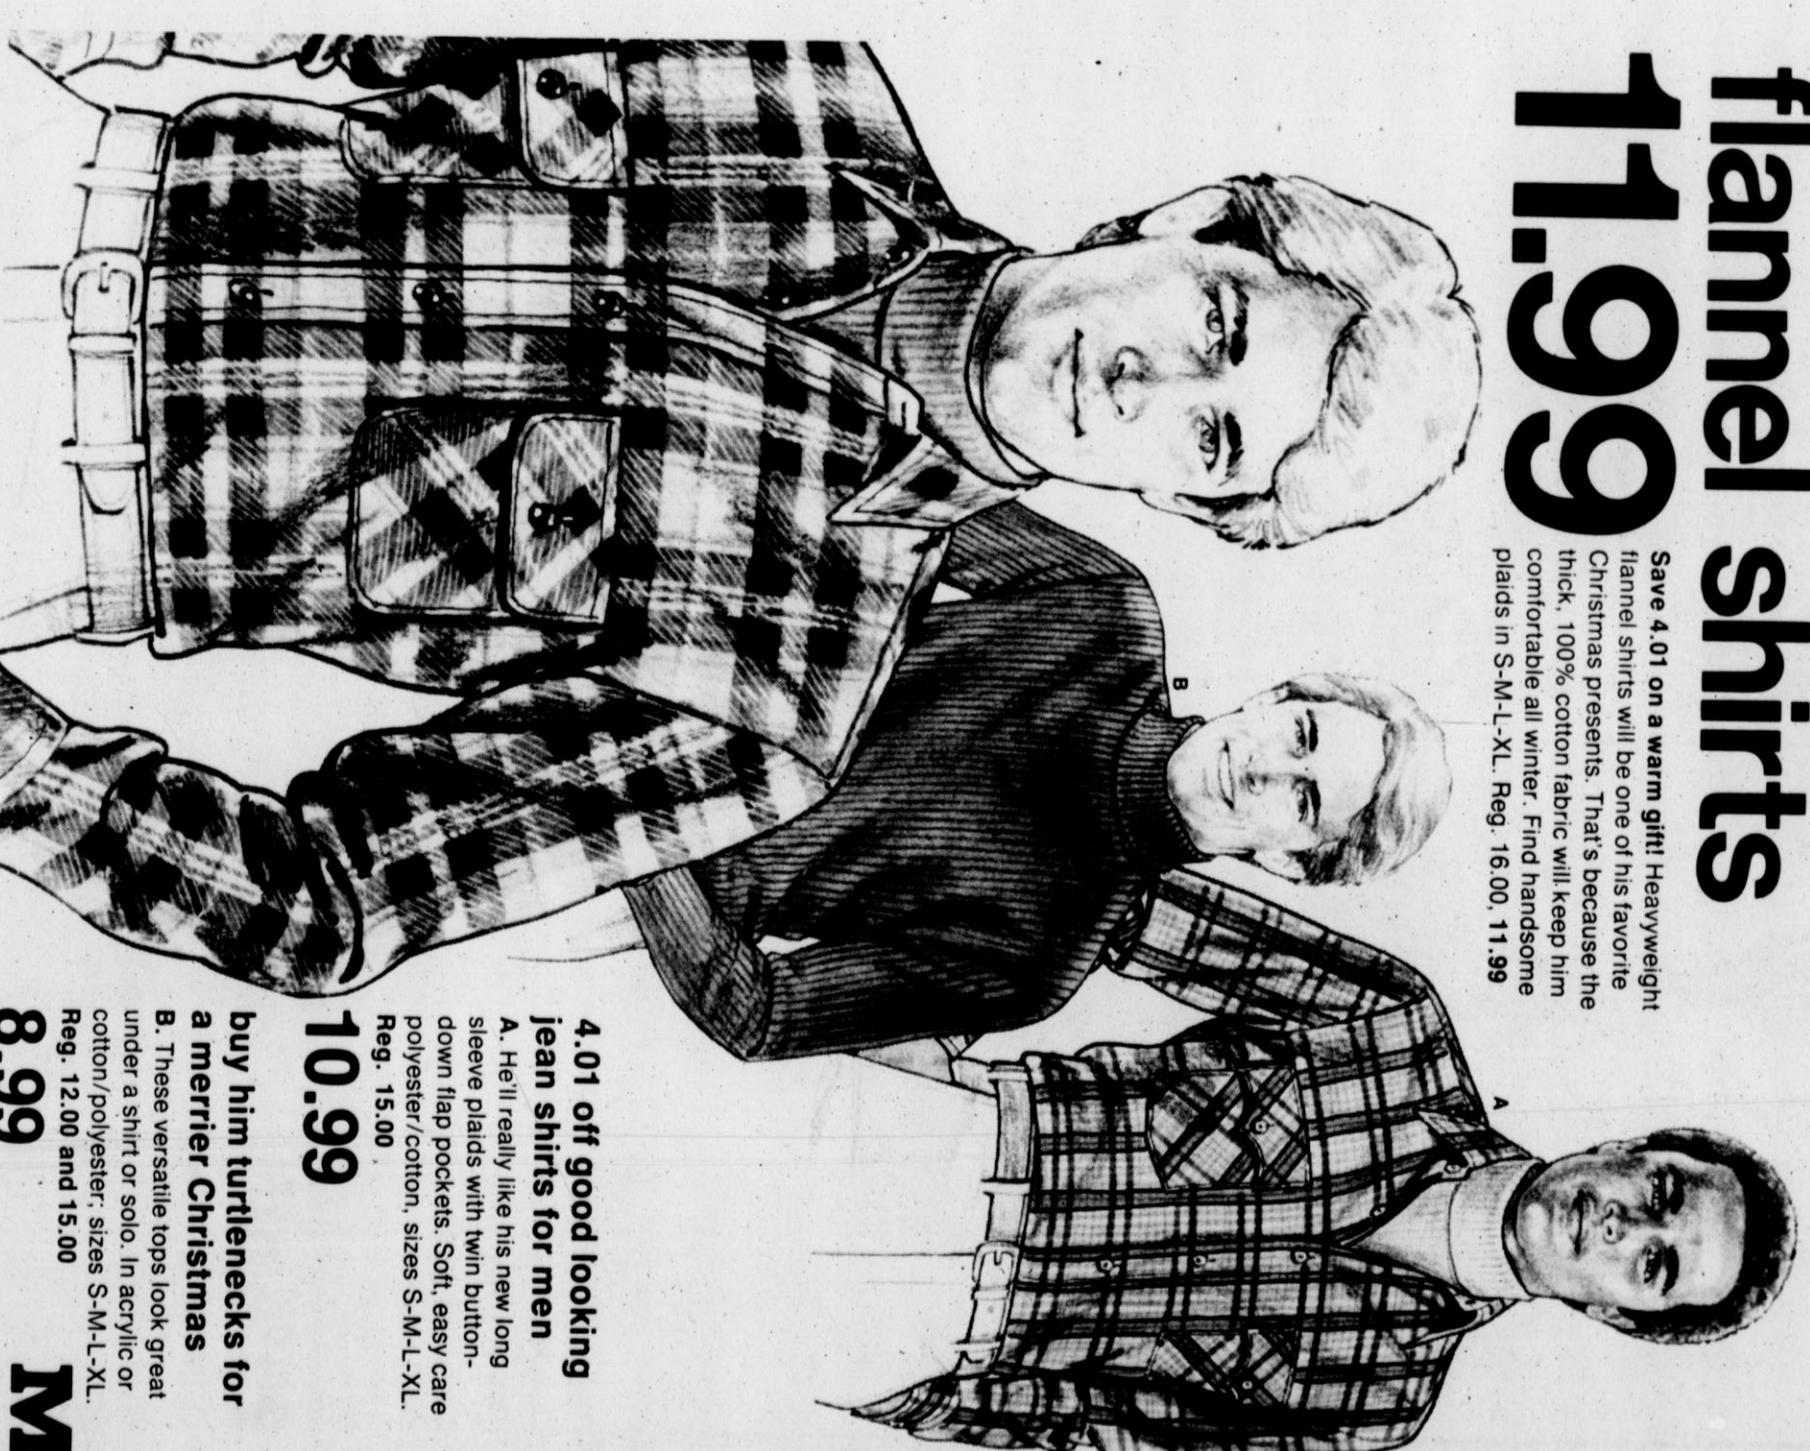 flannel shirts
11.99
Save 4.01 on a warm gift! Heavyweight
flannel shirts will be one of his favorite
Christmas presents. That's because the
thick, 100% cotton fabric will keep him
comfortable all winter. Find handsome
plaids in S-M-L-XL. Reg. 16.00, 11.99
B
A
4.01 off good looking
jean shirts for men
A. He'll really like his new long
sleeve plaids with twin button-
down flap pockets. Soft, easy care
polyester/cotton, sizes S-M-L-XL.
Reg. 15.00
10.99
buy him turtlenecks for
a merrier Christmas
B. These versatile tops look great
under a shirt or solo. In acrylic or
cotton/polyester; sizes S-M-L-XL.
Reg. 12.00 and 15.00
8.99
M